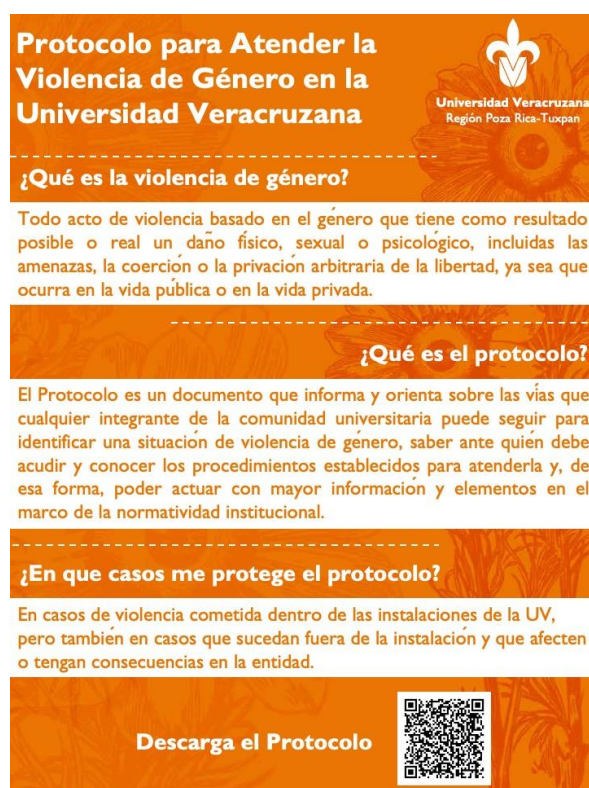 Protocolo para Atender la
Violencia de Género en la
Universidad Veracruzana
Universidad Veracruzana
Región Poza Rica-Tuxpan
¿Qué es la violencia de género?
Todo acto de violencia basado en el género que tiene como resultado
posible o real un daño físico, sexual o psicológico, incluidas las
amenazas, la coerción o la privación arbitraria de la libertad, ya sea que
ocurra en la vida pública o en la vida privada.
¿Qué es el protocolo?
El Protocolo es un documento que informa y orienta sobre las vías que
cualquier integrante de la comunidad universitaria puede seguir para
identificar una situación de violencia de género, saber ante quién debe
acudir y conocer los procedimientos establecidos para atenderla y, de
esa forma, poder actuar con mayor información y elementos en el
marco de la normatividad institucional.
¿En que casos me protege el protocolo?
En casos de violencia cometida dentro de las instalaciones de la UV,
pero también en casos que sucedan fuera de la instalación y que afecten
o tengan consecuencias en la entidad.
Descarga el Protocolo